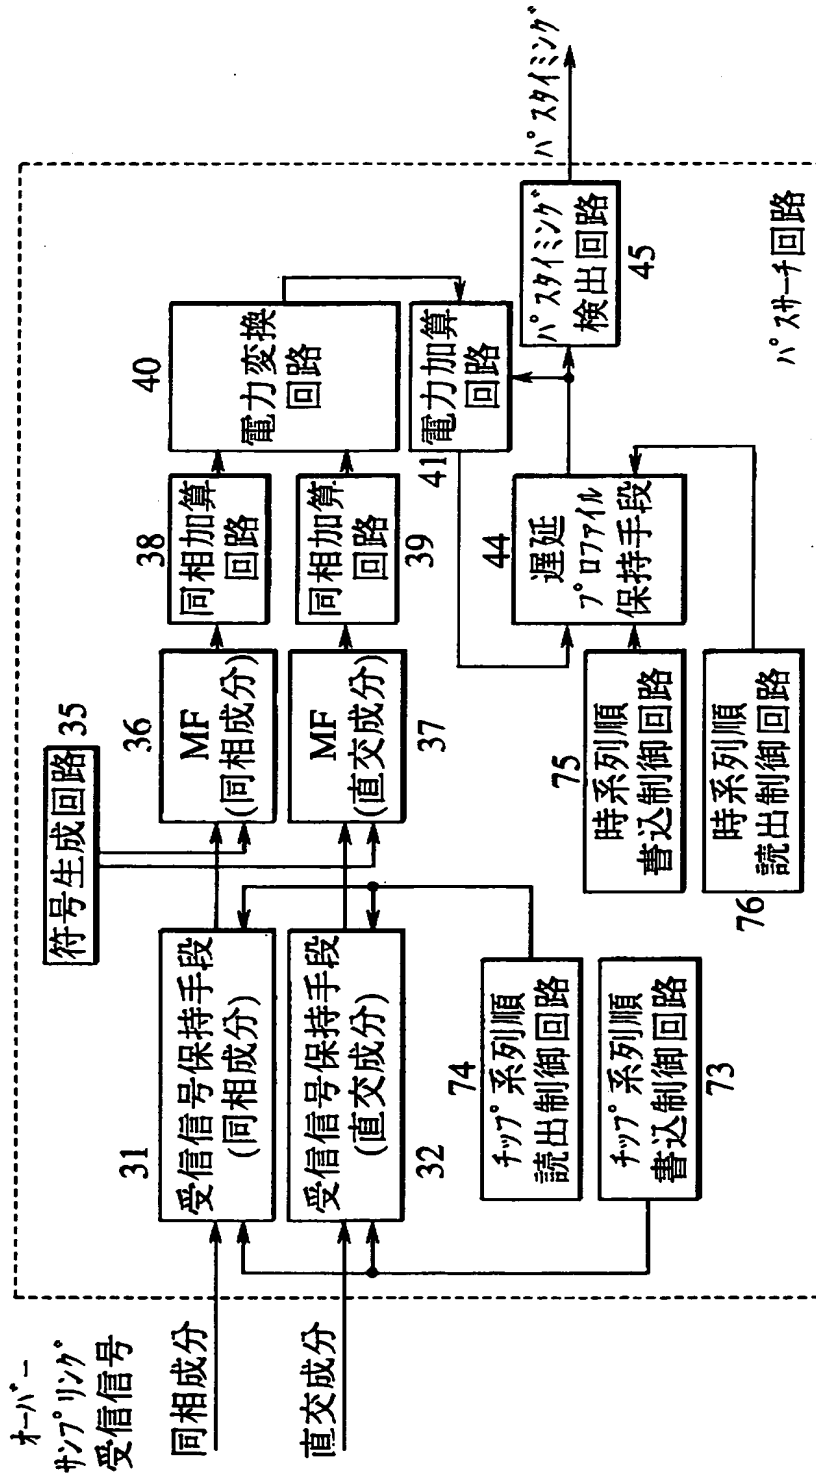 オーバー
サンプリング
受信信号
同相成分
直交成分
31
受信信号保持手段
(同相成分)
受信信号保持手段
(直交成分)
32
74
チップ系列順
読出制御回路
チップ系列順
書込制御回路
73
符号生成回路
35
36
MF
(同相成分)
MF
(直交成分)
37
38
同相加算
回路
同相加算
回路
39
40
電力変換
回路
41
電力加算
回路
44
遅延
プロファイル
保持手段
75
時系列順
書込制御回路
時系列順
読出制御回路
76
パスタイミング
検出回路
45
パスサーチ回路
パスタイミング